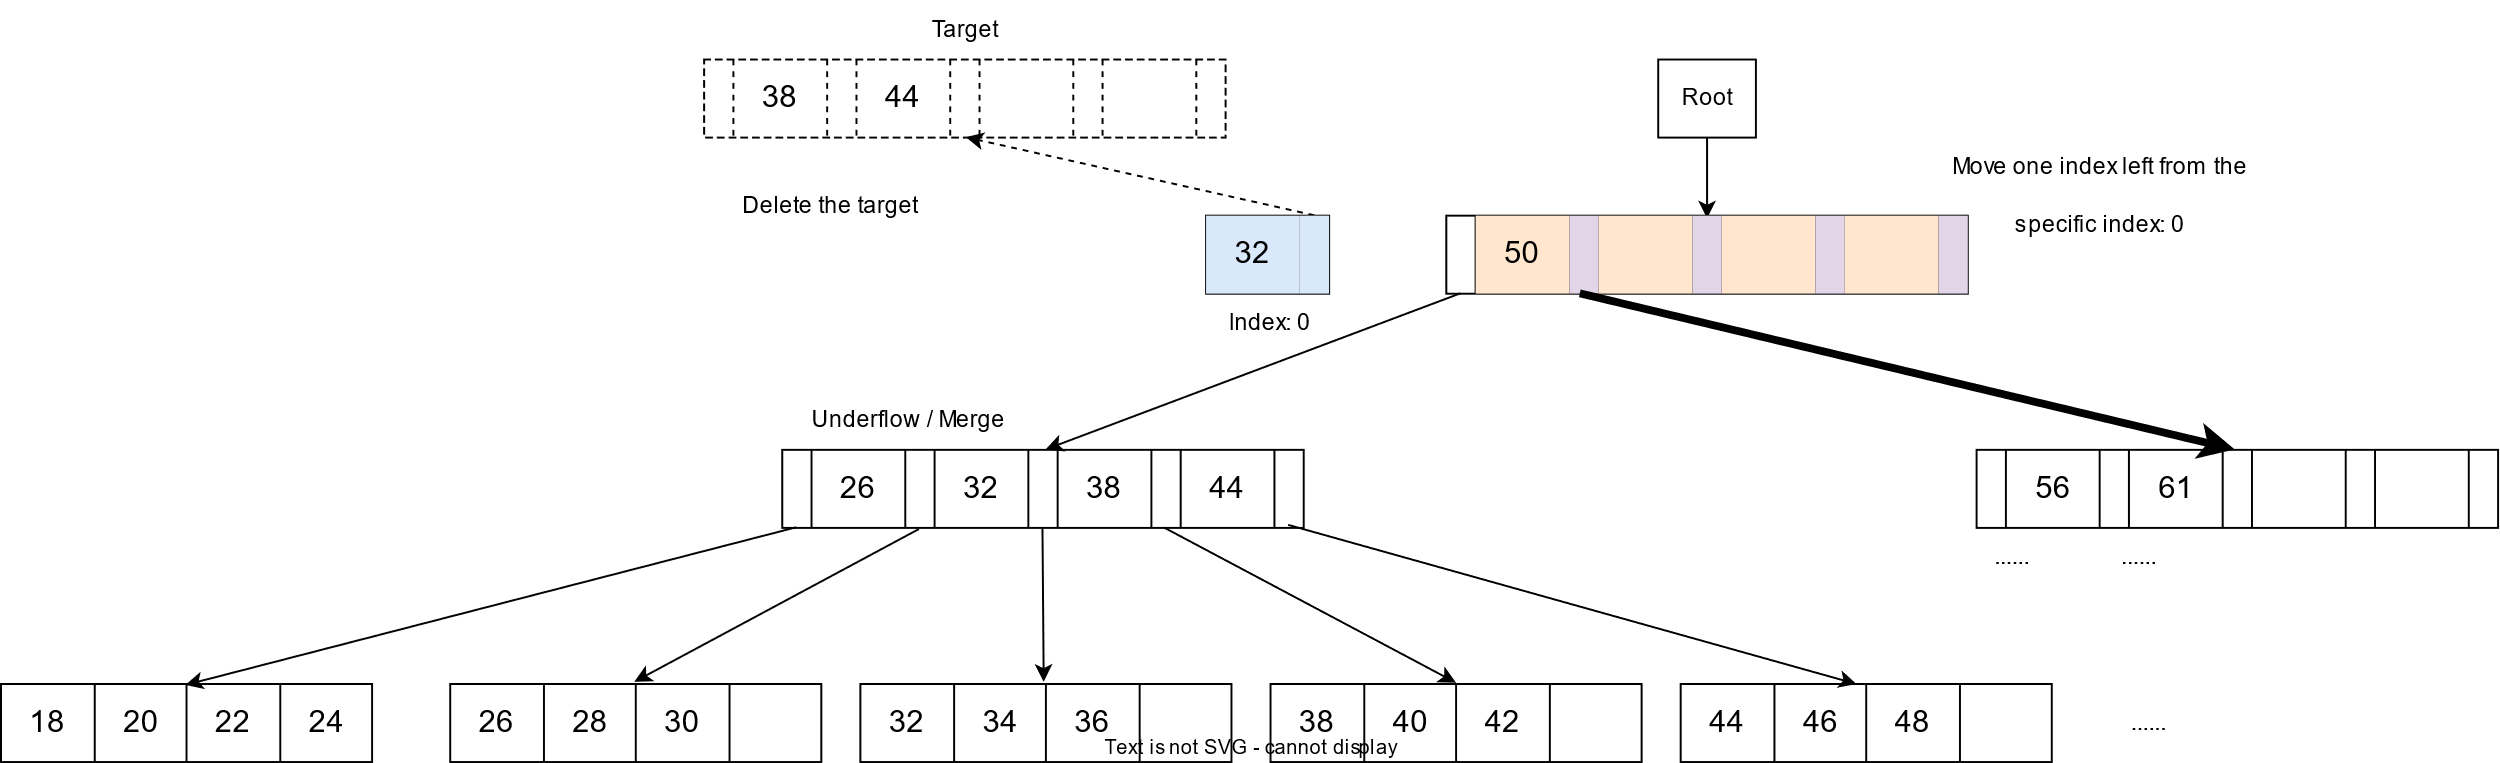 Target
38 44
Root
Move one index left from the
specific index: 0
Delete the target
32
50
Index: 0
Underflow / Merge
26 32 38 44
56 61
...... ......
18 20 22 24
26 28 30
32 34 36
38 40 42
44 46 48
......
Text is not SVG - cannot display